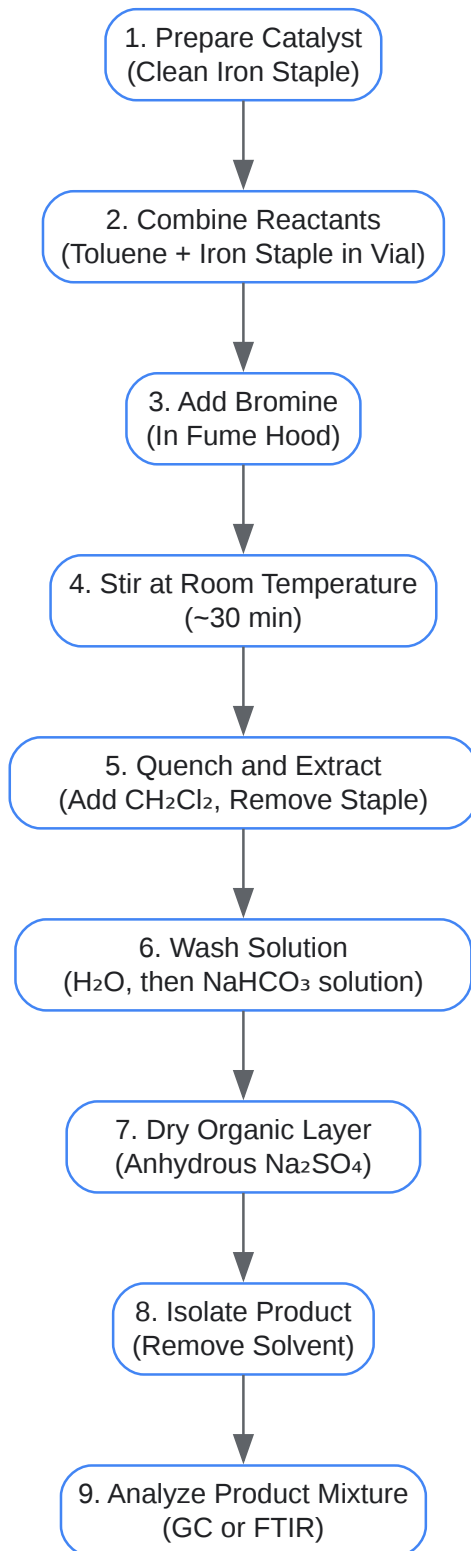 1. Prepare Catalyst
(Clean Iron Staple)
2. Combine Reactants
(Toluene + Iron Staple in Vial)
3. Add Bromine
(In Fume Hood)
4. Stir at Room Temperature
(~30 min)
5. Quench and Extract
(Add CH₂Cl₂, Remove Staple)
6. Wash Solution
(H₂O, then NaHCO₃ solution)
7. Dry Organic Layer
(Anhydrous Na₂SO₄)
8. Isolate Product
(Remove Solvent)
9. Analyze Product Mixture
(GC or FTIR)